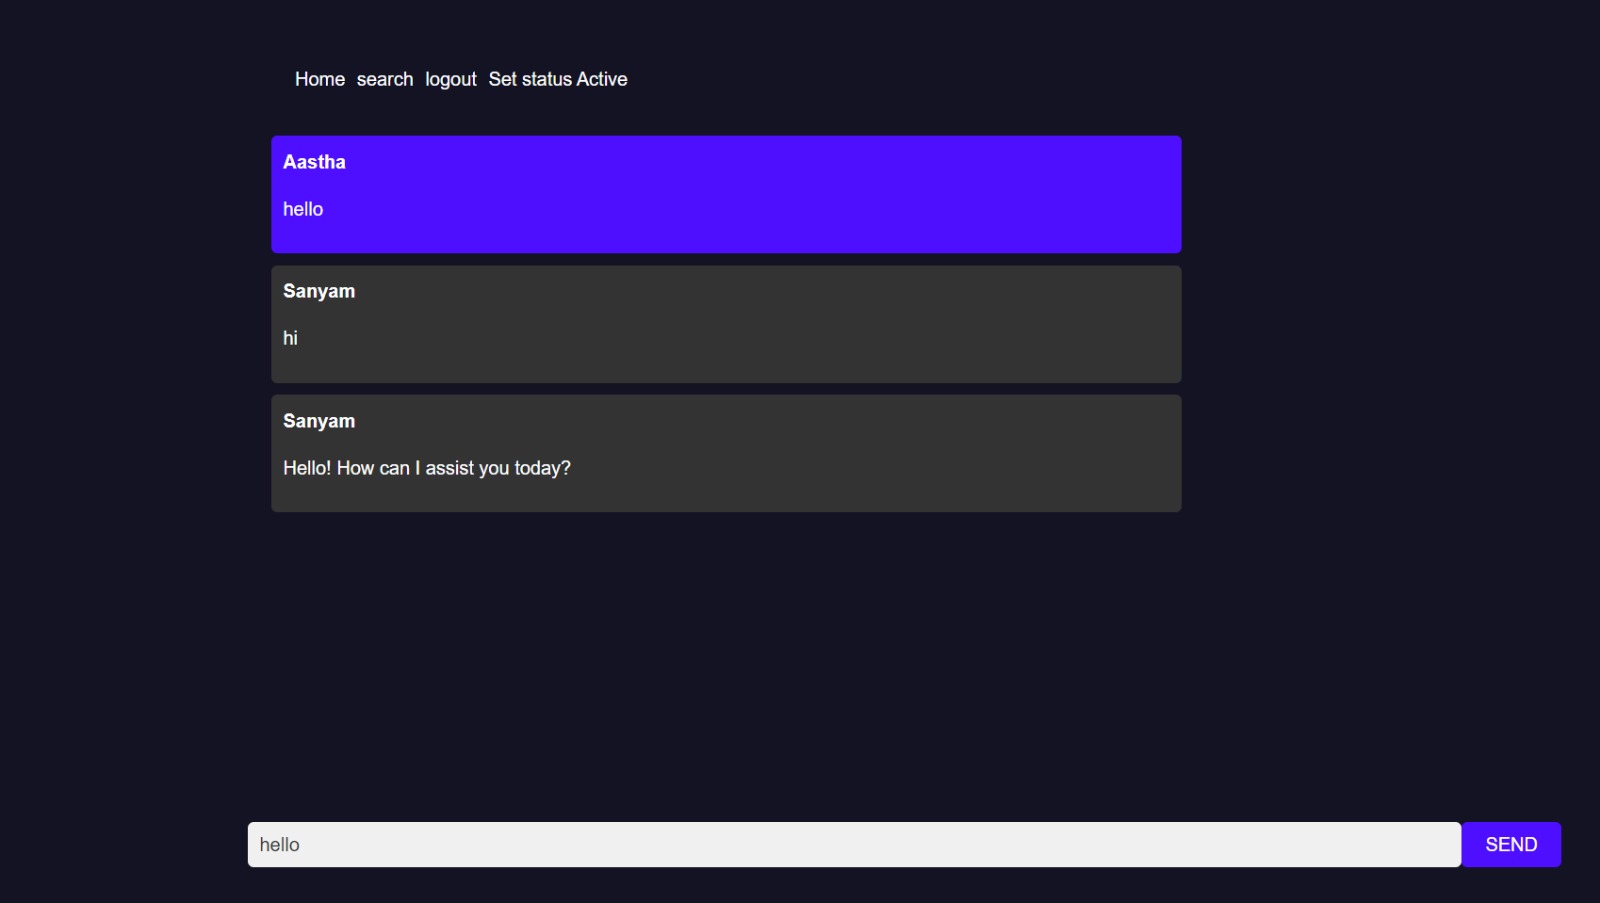 Home search logout Set status Active
Aastha
hello
Sanyam
hi
Sanyam
Hello! How can I assist you today?
hello SEND